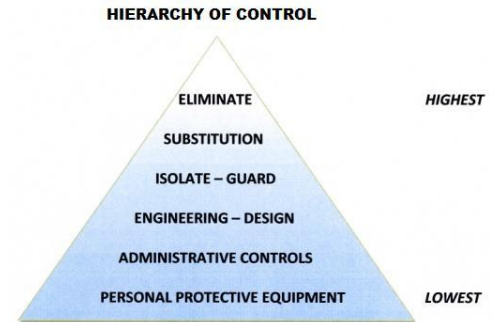 HIERARCHY OF CONTROL
ELIMINATE HIGHEST
SUBSTITUTION
ISOLATE – GUARD
ENGINEERING – DESIGN
ADMINISTRATIVE CONTROLS
PERSONAL PROTECTIVE EQUIPMENT LOWEST